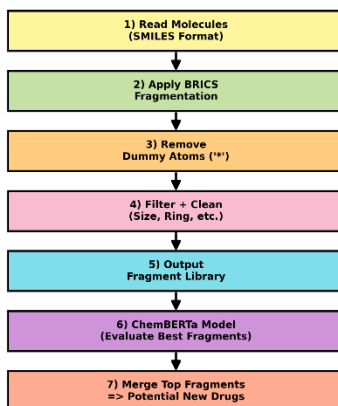 1) Read Molecules
(SMILES Format)
2) Apply BRICS
Fragmentation
3) Remove
Dummy Atoms ('*')
4) Filter + Clean
(Size, Ring, etc.)
5) Output
Fragment Library
6) ChemBERTa Model
(Evaluate Best Fragments)
7) Merge Top Fragments
=> Potential New Drugs